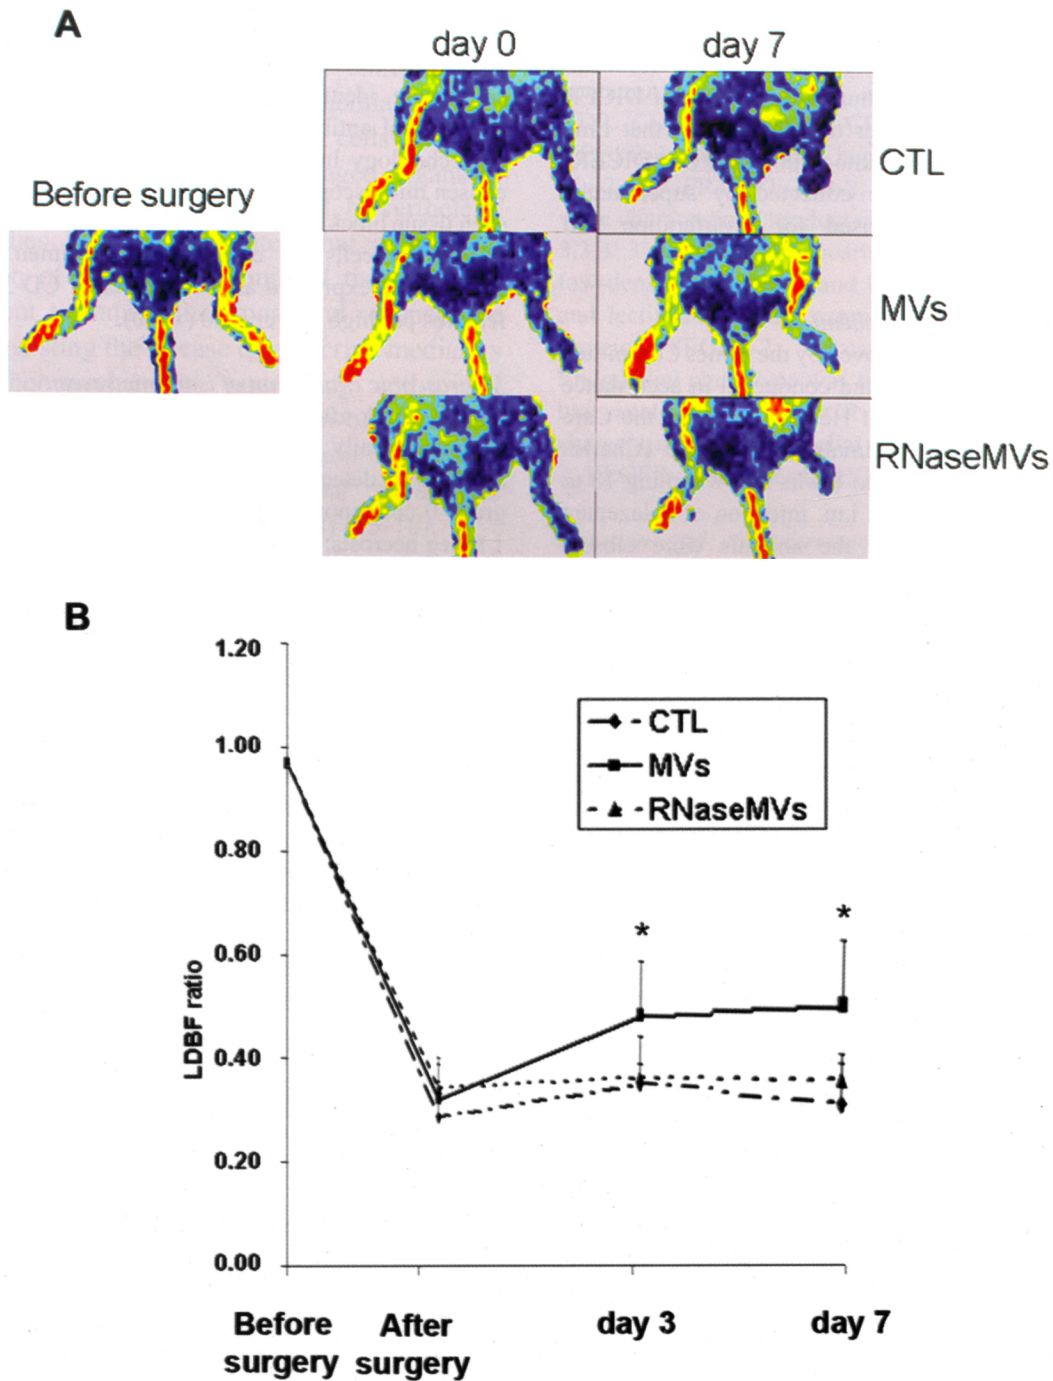 A
day 0
day 7
CTL
Before surgery
MVs
RNaseMVs
B
1.20
1.00
0.80
0.60
0.40
0.20
0.00
LDBF ratio
CTL
MVs
RNaseMVs
*
*
Before surgery
After surgery
day 3
day 7